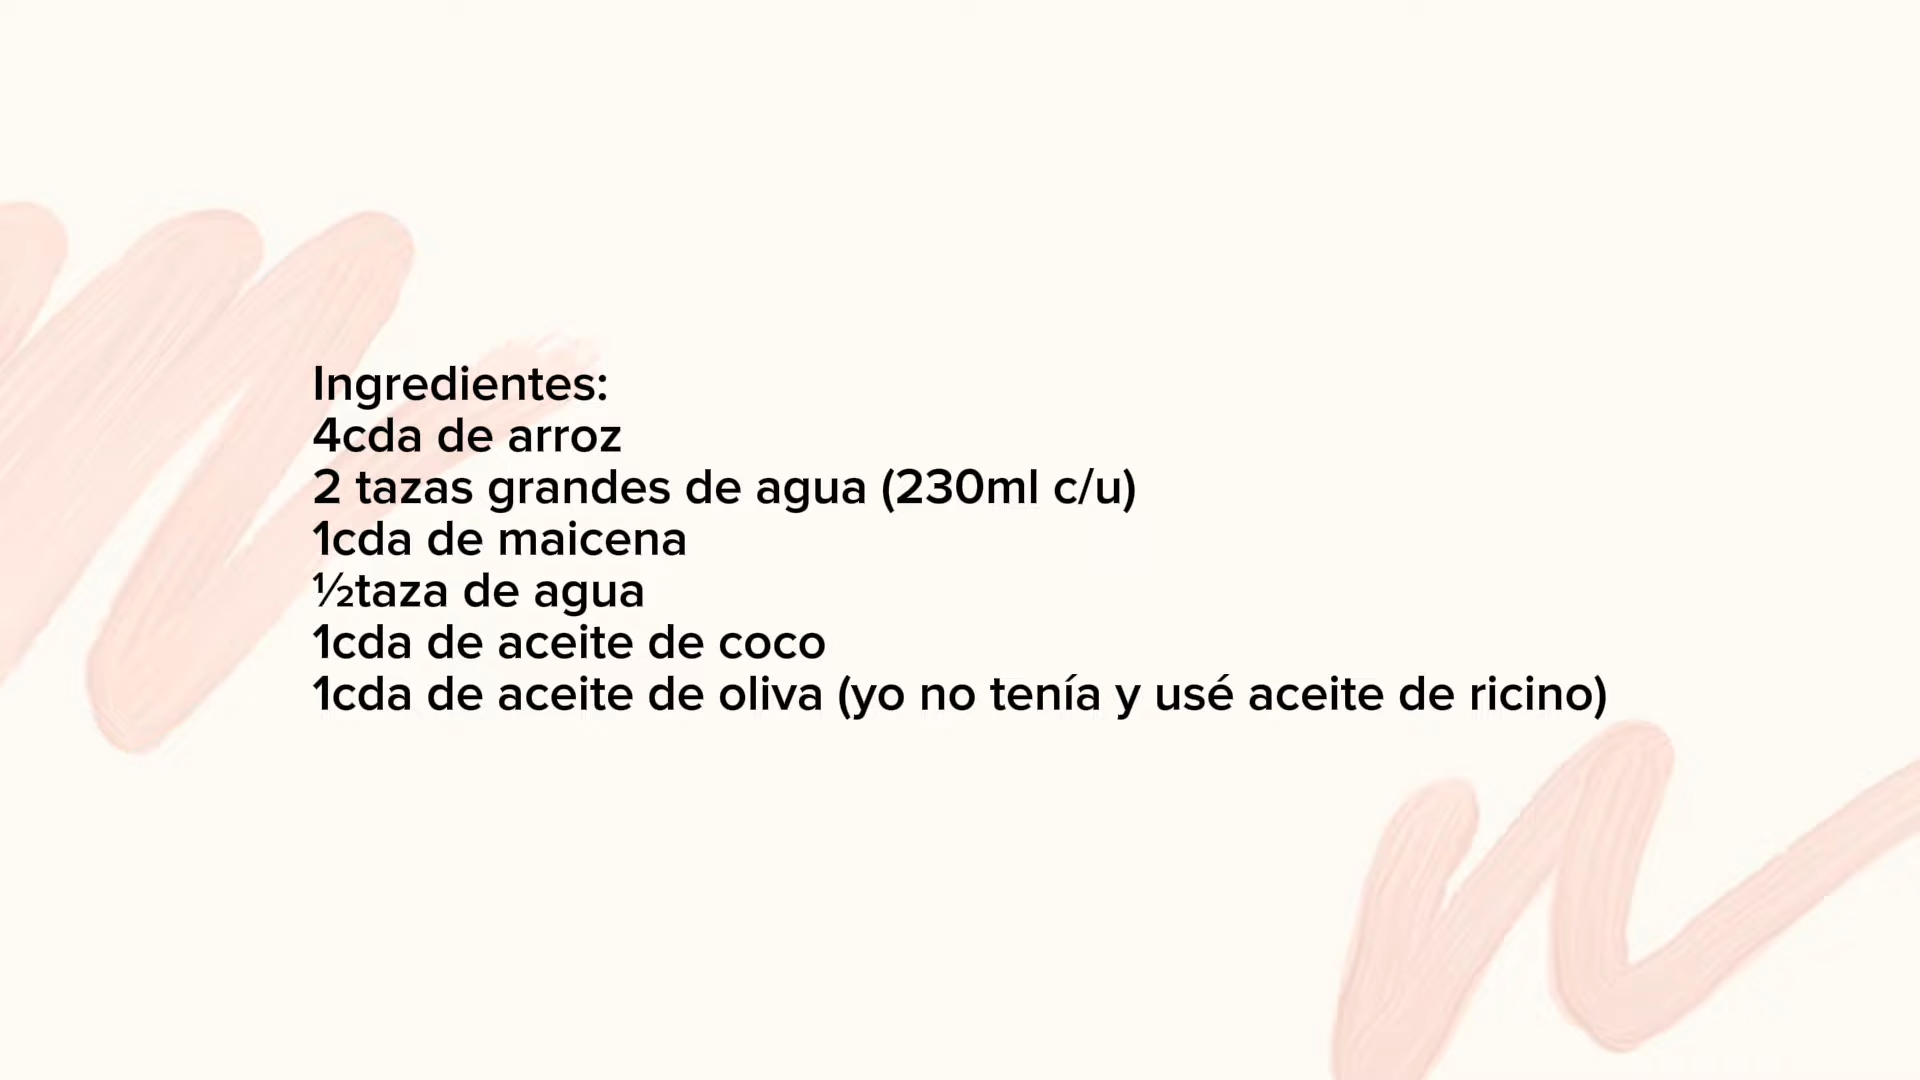 Ingredientes:
4cda de arroz
2 tazas grandes de agua (230ml c/u)
1cda de maicena
½taza de agua
1cda de aceite de coco
1cda de aceite de oliva (yo no tenía y usé aceite de ricino)